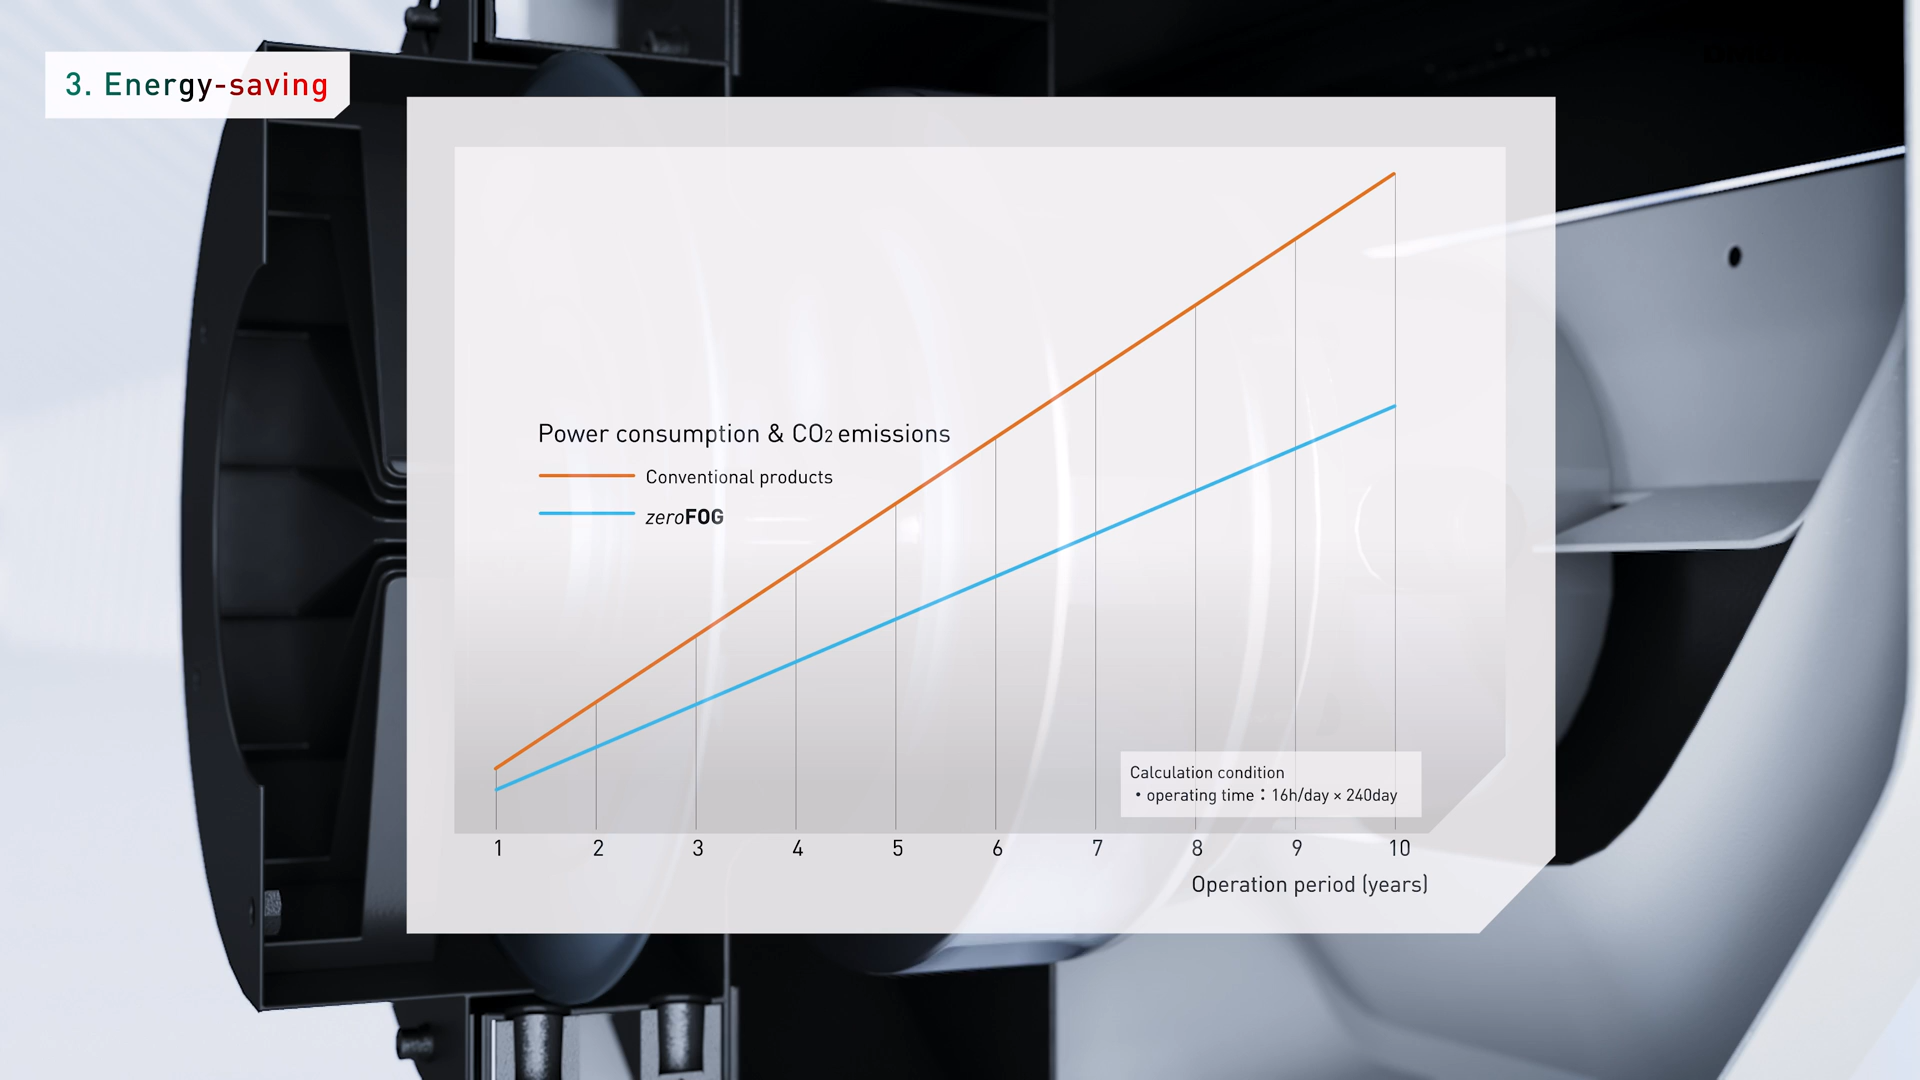 3. Energy-saving
Power consumption & CO2 emissions
Conventional products
zeroFOG
Calculation condition
・operating time：16h/day × 240day
1 2 3 4 5 6 7 8 9 10
Operation period (years)